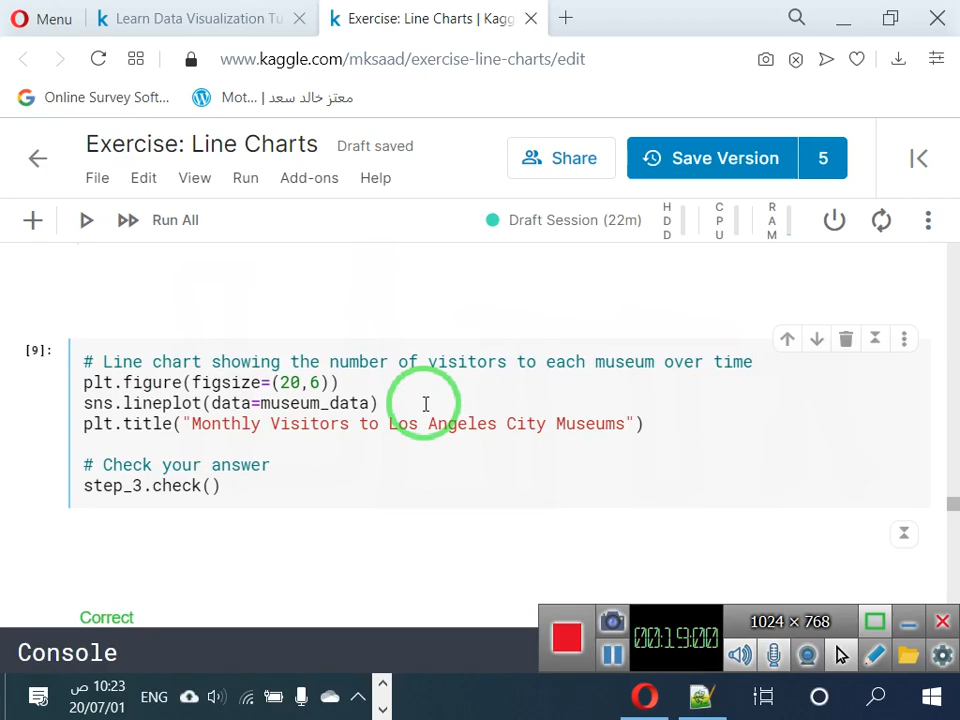 Menu
Learn Data Visualization Tu
Exercise: Line Charts | Kagg
www.kaggle.com/mksaad/exercise-line-charts/edit
Online Survey Soft...
Mot... | معتز خالد سعد
Exercise: Line Charts
Draft saved
Share
Save Version
5
File Edit View Run Add-ons Help
Run All
Draft Session (22m)
HDD
CPU
RAM
[9]:
# Line chart showing the number of visitors to each museum over time
plt.figure(figsize=(20,6))
sns.lineplot(data=museum_data)
plt.title("Monthly Visitors to Los Angeles City Museums")
# Check your answer
step_3.check()
Correct
00:19:00
1024 × 768
Console
10:23 ص
20/07/01
ENG